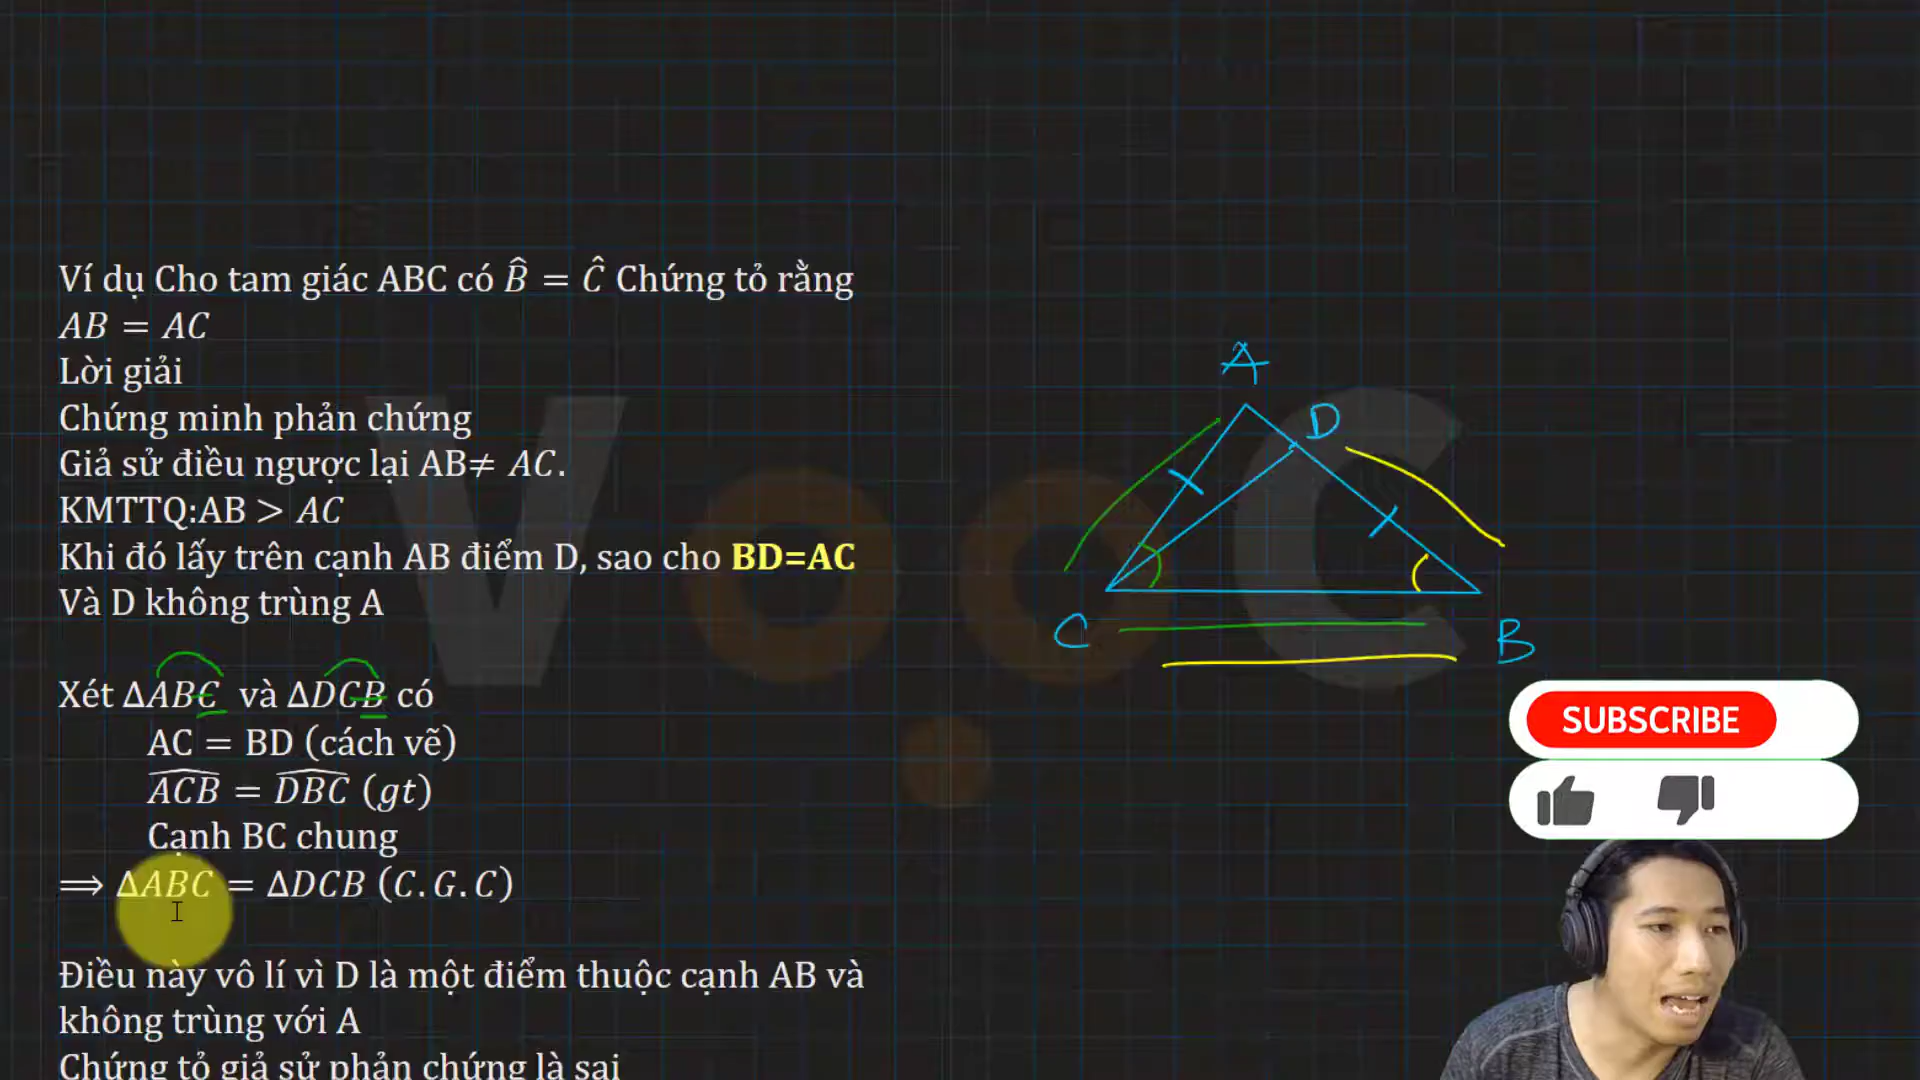 Ví dụ Cho tam giác ABC có B̂ = Ĉ Chứng tỏ rằng
AB = AC
Lời giải
Chứng minh phản chứng
Giả sử điều ngược lại AB≠ AC.
KMTTQ:AB > AC
Khi đó lấy trên cạnh AB điểm D, sao cho BD=AC
Và D không trùng A
Xét ΔABC và ΔDCB có
AC = BD (cách vẽ)
\widehat{ACB} = \widehat{DBC} (gt)
Cạnh BC chung
⟹ ΔABC = ΔDCB (C.G.C)
Điều này vô lí vì D là một điểm thuộc cạnh AB và
không trùng với A
Chứng tỏ giả sử phản chứng là sai
A
D
C
B
SUBSCRIBE
VOOC